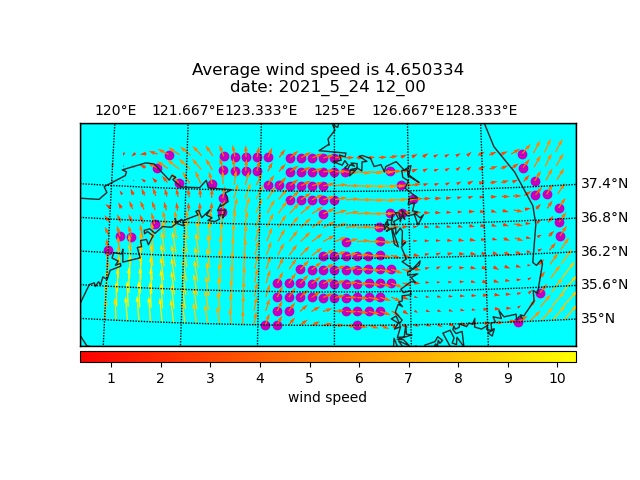 Average wind speed is 4.650334
date: 2021_5_24 12_00
120°E 121.667°E 123.333°E 125°E 126.667°E 128.333°E
37.4°N
36.8°N
36.2°N
35.6°N
35°N
1 2 3 4 5 6 7 8 9 10
wind speed